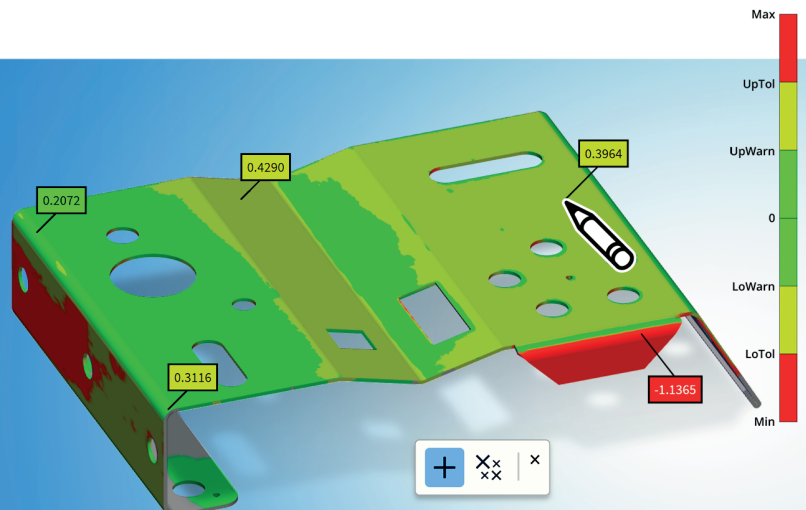 Max
UpTol
UpWarn
0
LoWarn
LoTol
Min
0.4290
0.3964
0.2072
0.3116
-1.1365